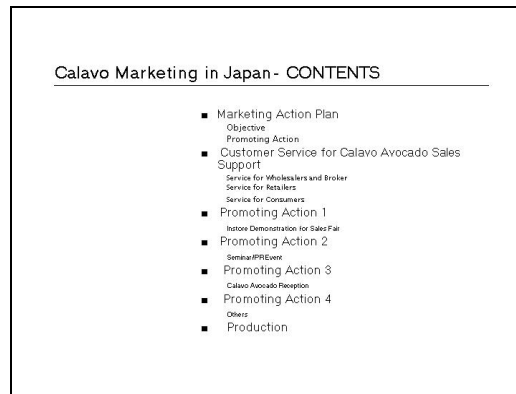 Calavo Marketing in Japan - CONTENTS
■ Marketing Action Plan
Objective
Promoting Action
■ Customer Service for Calavo Avocado Sales
Support
Service for Wholesalers and Broker
Service for Retailers
Service for Consumers
■ Promoting Action 1
Instore Demonstration for Sales Fair
■ Promoting Action 2
Seminar/PREvent
■ Promoting Action 3
Calavo Avocado Reception
■ Promoting Action 4
Others
■ Production